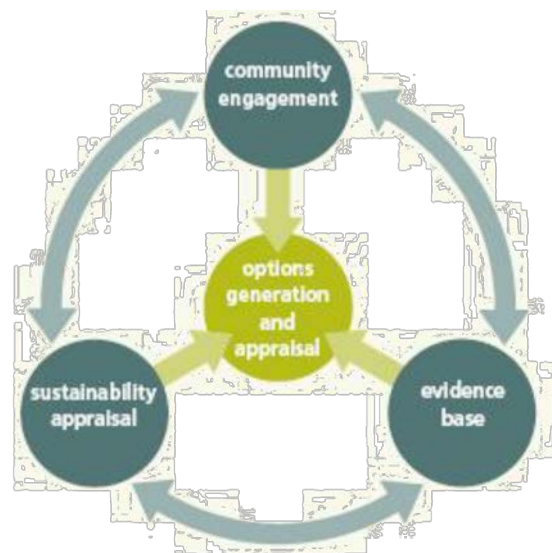 community
engagement
options
generation
and
appraisal
sustainability
appraisal
evidence
base